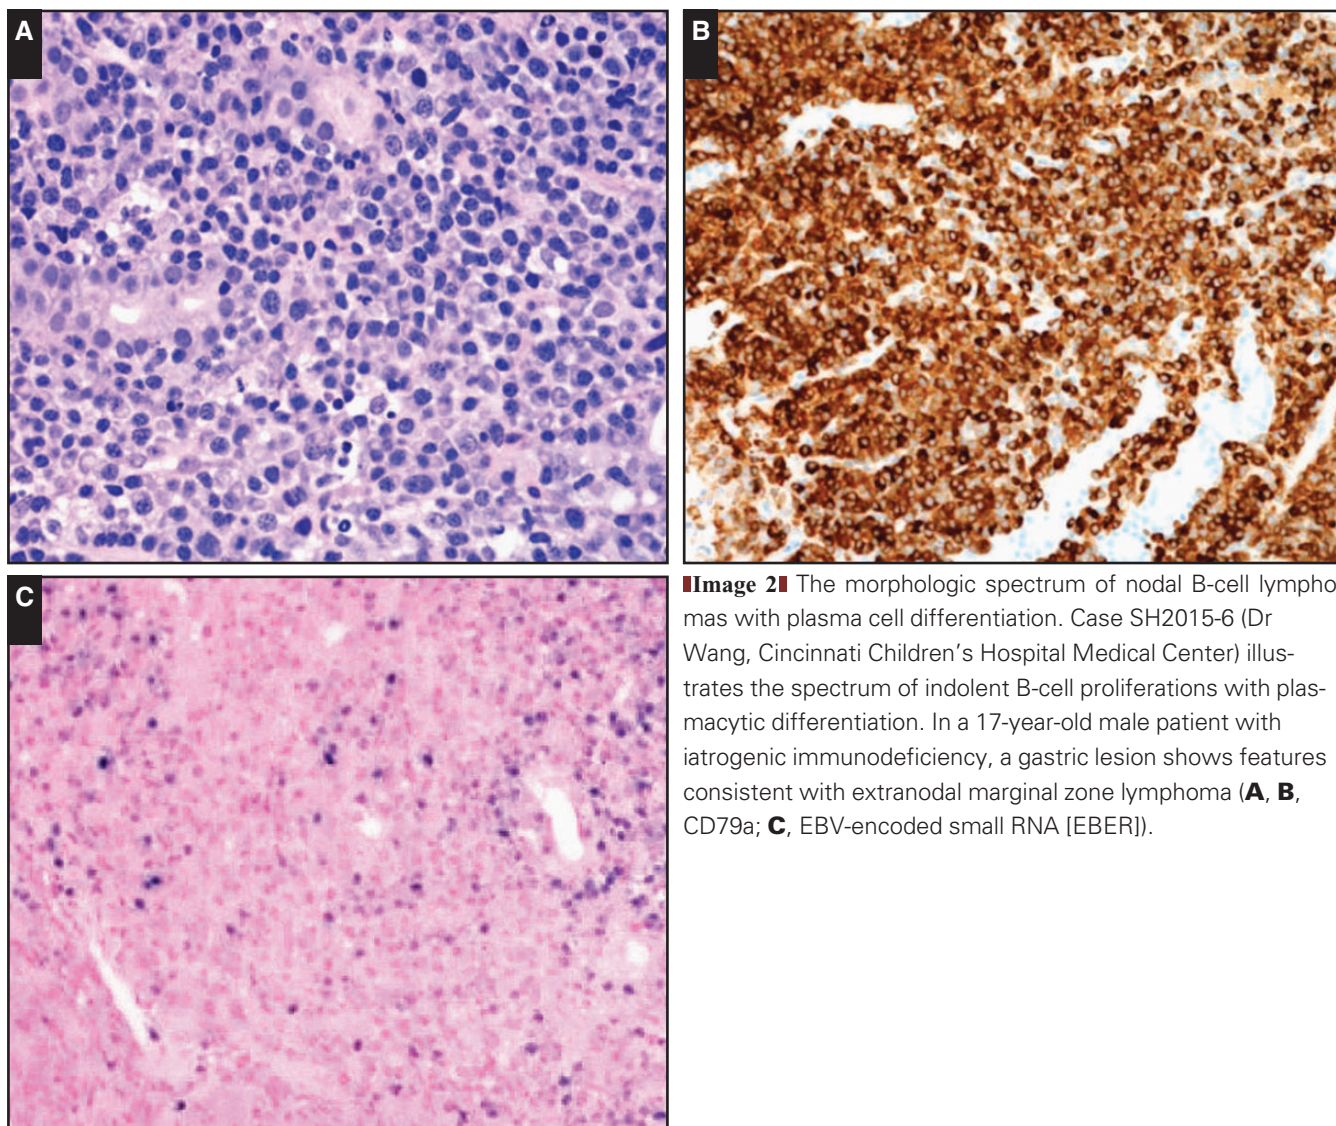 A
B
C
Image 2 The morphologic spectrum of nodal B-cell lympho
mas with plasma cell differentiation. Case SH2015-6 (Dr
Wang, Cincinnati Children's Hospital Medical Center) illus-
trates the spectrum of indolent B-cell proliferations with plas-
macytic differentiation. In a 17-year-old male patient with
iatrogenic immunodeficiency, a gastric lesion shows features
consistent with extranodal marginal zone lymphoma (A, B,
CD79a; C, EBV-encoded small RNA [EBER]).